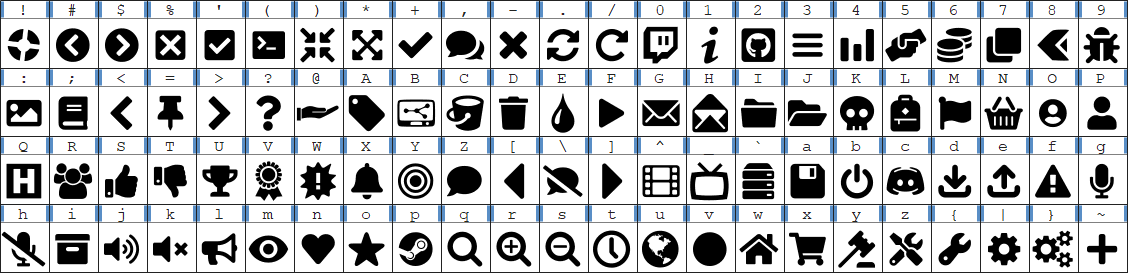 ! # $ % ' ( ) * + , - . / 0 1 2 3 4 5 6 7 8 9
: ; < = > ? @ A B C D E F G H I J K L M N O P
Q R S T U V W X Y Z [ \ ] ^ _ ` a b c d e f g
h i j k l m n o p q r s t u v w x y z { | } ~